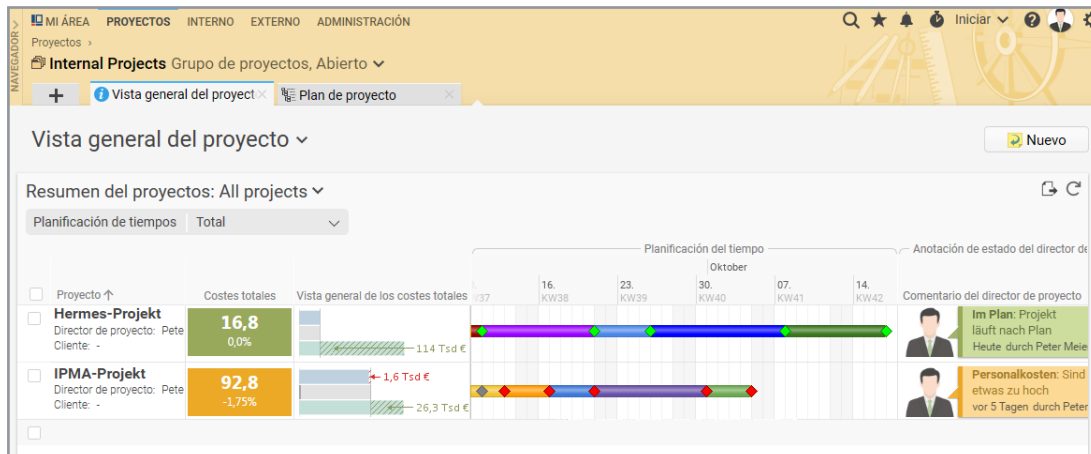 NAVEGADOR
MI ÁREA PROYECTOS INTERNO EXTERNO ADMINISTRACIÓN Iniciar
Proyectos
Internal Projects Grupo de proyectos, Abierto
Vista general del proyect Plan de proyecto
Vista general del proyecto Nuevo
Resumen del proyectos: All projects
Planificación de tiempos Total
Planificación del tiempo Anotación de estado del director de
Oktober
16. 23. 30. 07. 14.
Proyecto Costes totales Vista general de los costes totales KW38 KW39 KW40 KW41 KW42 Comentario del director de proyecto
Hermes-Projekt 16,8 Im Plan: Projekt
Director de proyecto: Pete 0,0% läuft nach Plan
Cliente: - 114 Tsd € Heute durch Peter Meie
IPMA-Projekt 92,8 1,6 Tsd € Personalkosten: Sind
Director de proyecto: Pete -1,75% etwas zu hoch
Cliente: - 26,3 Tsd € vor 5 Tagen durch Peter